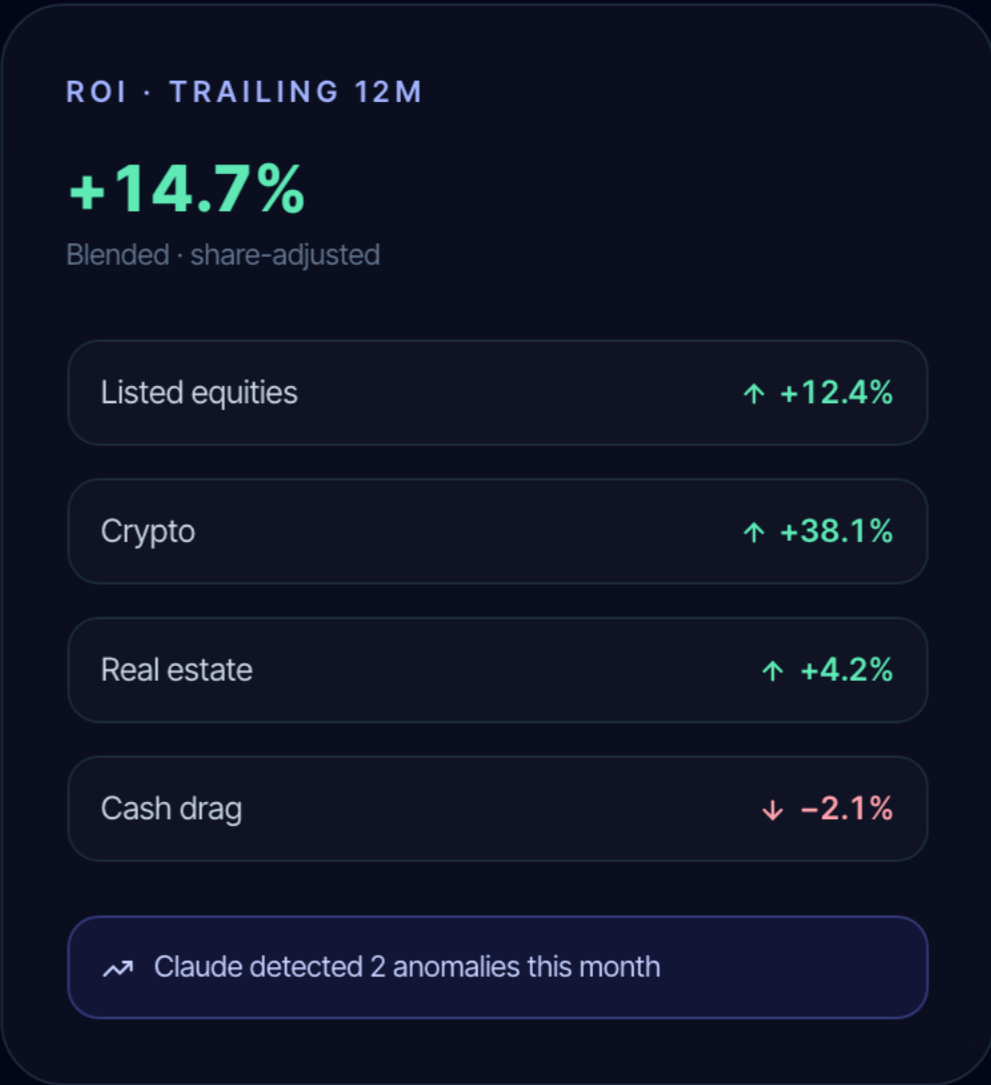 ROI · TRAILING 12M
+14.7%
Blended · share-adjusted
Listed equities ↑ +12.4%
Crypto ↑ +38.1%
Real estate ↑ +4.2%
Cash drag ↓ −2.1%
Claude detected 2 anomalies this month